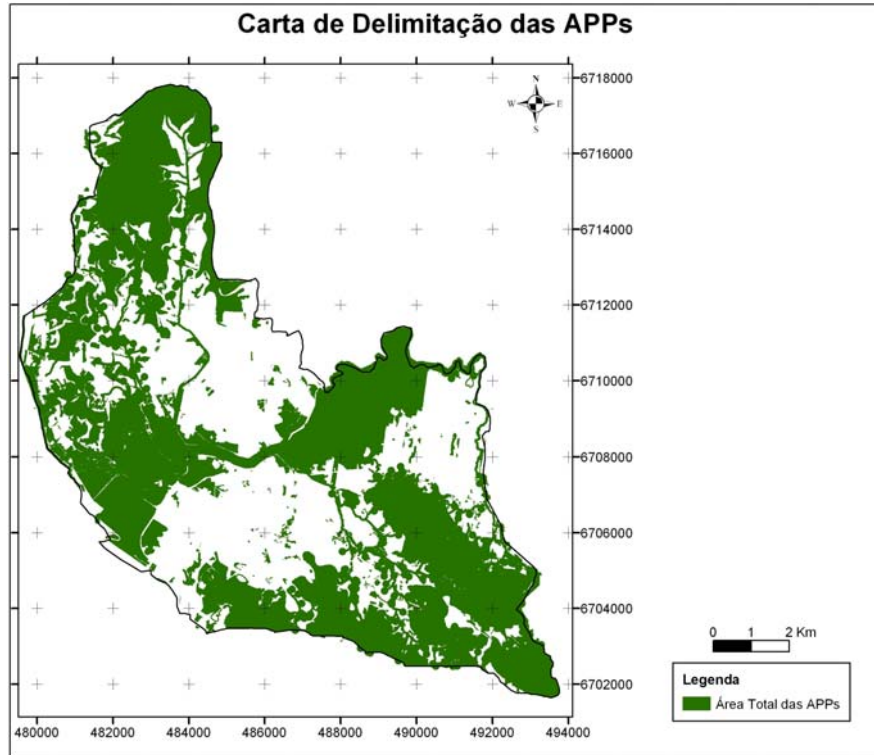 Carta de Delimitação das APPs
N
W E
S
6718000
6716000
6714000
6712000
6710000
6708000
6706000
6704000
6702000
480000 482000 484000 486000 488000 490000 492000 494000
0 1 2 Km
Legenda
Área Total das APPs